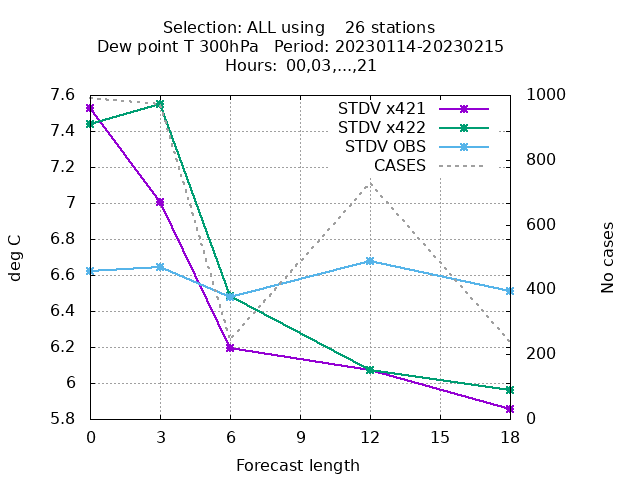 Selection: ALL using    26 stations
Dew point T 300hPa   Period: 20230114-20230215
Hours: 00,03,...,21
STDV x421
STDV x422
STDV OBS
CASES
7.6
7.4
7.2
7
6.8
6.6
6.4
6.2
6
5.8
1000
800
600
400
200
0
deg C
No cases
0 3 6 9 12 15 18
Forecast length